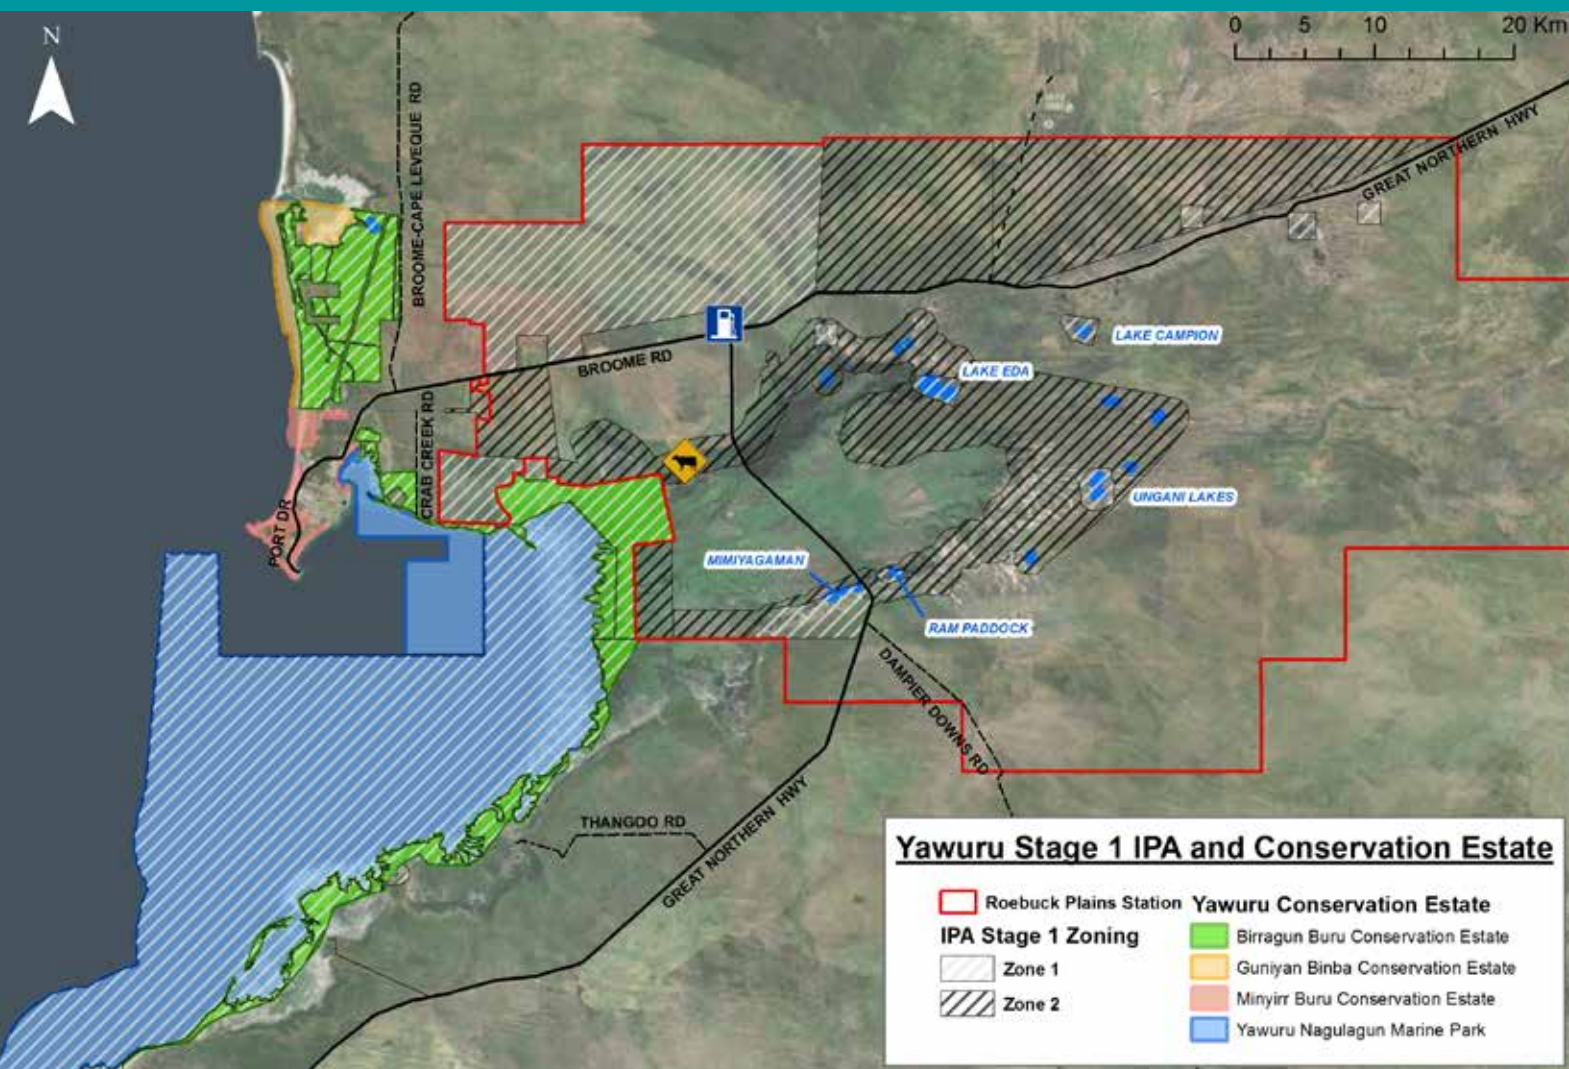 N
0 5 10 20 Km
BROOME-CAPE LEVEQUE RD
GREAT NORTHERN HWY
LAKE CAMPION
BROOME RD
LAKE EDA
CRAB CREEK RD
UNGANI LAKES
PORT DR
MIMIYAGAMAN
RAM PADDOCK
DAMPIER DOWNS RD
THANGOO RD
GREAT NORTHERN HWY
Yawuru Stage 1 IPA and Conservation Estate
Roebuck Plains Station
IPA Stage 1 Zoning
Zone 1
Zone 2
Yawuru Conservation Estate
Birragun Buru Conservation Estate
Guniyan Binba Conservation Estate
Minyirr Buru Conservation Estate
Yawuru Nagulagun Marine Park